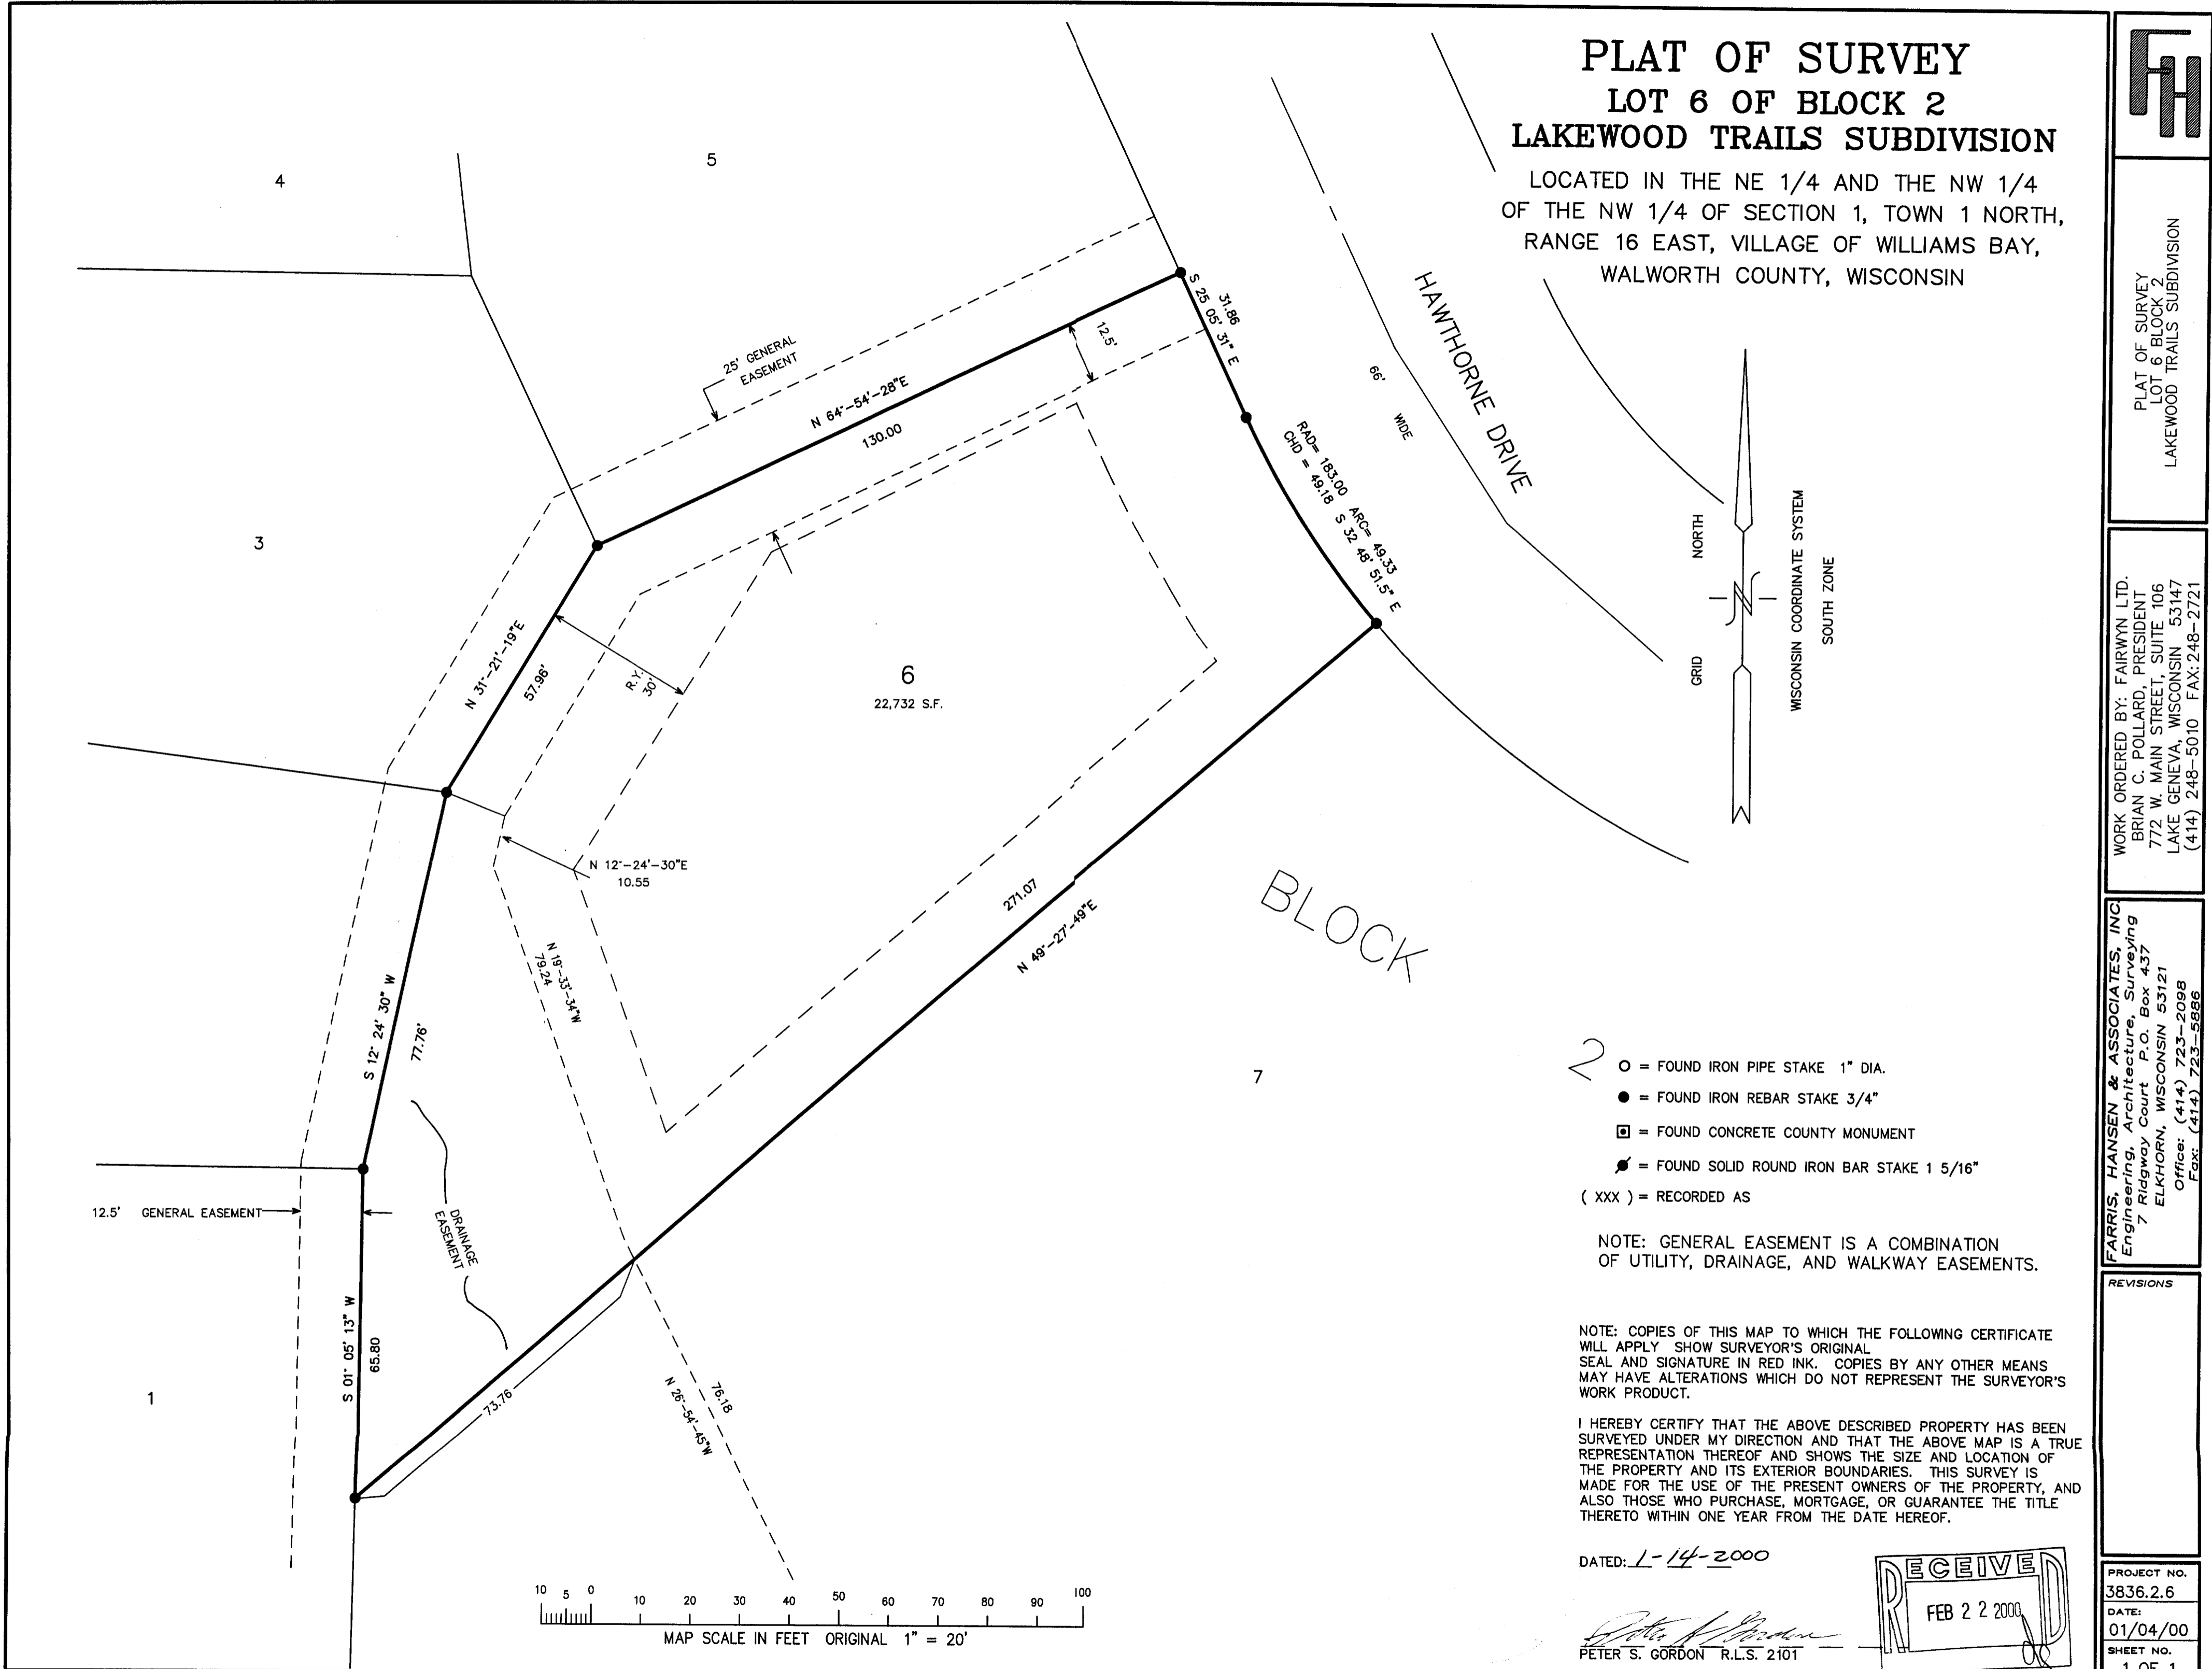 PLAT OF SURVEY
LOT 6 OF BLOCK 2
LAKEWOOD TRAILS SUBDIVISION
LOCATED IN THE NE 1/4 AND THE NW 1/4
OF THE NW 1/4 OF SECTION 1, TOWN 1 NORTH,
RANGE 16 EAST, VILLAGE OF WILLIAMS BAY,
WALWORTH COUNTY, WISCONSIN
4
5
3
25' GENERAL
EASEMENT
N 64°-54'-28"E
130.00
12.5'
31.86
S 25 05' 31" E
RAD= 183.00 ARC= 49.33
CHD = 49.18 S 32 48' 51.5" E
66' WIDE
HAWTHORNE DRIVE
GRID NORTH
N
WISCONSIN COORDINATE SYSTEM
SOUTH ZONE
N 31°-21'-19"E
57.96'
R.Y.
30'
6
22,732 S.F.
N 12°-24'-30"E
10.55
N 19°-33'-34"W
79.24
271.07
N 49°-27'-49"E
BLOCK
2
7
S 12° 24' 30" W
77.76'
12.5' GENERAL EASEMENT
DRAINAGE
EASEMENT
S 01° 05' 13" W
65.80
1
73.76
76.18
N 26°-54'-45"W
10 5 0 10 20 30 40 50 60 70 80 90 100
MAP SCALE IN FEET ORIGINAL 1" = 20'
O = FOUND IRON PIPE STAKE 1" DIA.
● = FOUND IRON REBAR STAKE 3/4"
= FOUND CONCRETE COUNTY MONUMENT
= FOUND SOLID ROUND IRON BAR STAKE 1 5/16"
( XXX ) = RECORDED AS
NOTE: GENERAL EASEMENT IS A COMBINATION
OF UTILITY, DRAINAGE, AND WALKWAY EASEMENTS.
NOTE: COPIES OF THIS MAP TO WHICH THE FOLLOWING CERTIFICATE
WILL APPLY SHOW SURVEYOR'S ORIGINAL
SEAL AND SIGNATURE IN RED INK. COPIES BY ANY OTHER MEANS
MAY HAVE ALTERATIONS WHICH DO NOT REPRESENT THE SURVEYOR'S
WORK PRODUCT.
I HEREBY CERTIFY THAT THE ABOVE DESCRIBED PROPERTY HAS BEEN
SURVEYED UNDER MY DIRECTION AND THAT THE ABOVE MAP IS A TRUE
REPRESENTATION THEREOF AND SHOWS THE SIZE AND LOCATION OF
THE PROPERTY AND ITS EXTERIOR BOUNDARIES. THIS SURVEY IS
MADE FOR THE USE OF THE PRESENT OWNERS OF THE PROPERTY, AND
ALSO THOSE WHO PURCHASE, MORTGAGE, OR GUARANTEE THE TITLE
THERETO WITHIN ONE YEAR FROM THE DATE HEREOF.
DATED: 1-14-2000
PETER S. GORDON R.L.S. 2101
RECEIVED
FEB 22 2000
FH
PLAT OF SURVEY
LOT 6 BLOCK 2
LAKEWOOD TRAILS SUBDIVISION
WORK ORDERED BY: FAIRWYN LTD.
BRIAN C. POLLARD, PRESIDENT
772 W. MAIN STREET, SUITE 106
LAKE GENEVA, WISCONSIN 53147
(414) 248-5010 FAX: 248-2721
FARRIS, HANSEN & ASSOCIATES, INC.
Engineering, Architecture, Surveying
7 Ridgway Court P.O. Box 437
ELKHORN, WISCONSIN 53121
Office: (414) 723-2098
Fax: (414) 723-5886
REVISIONS
PROJECT NO.
3836.2.6
DATE:
01/04/00
SHEET NO.
1 OF 1